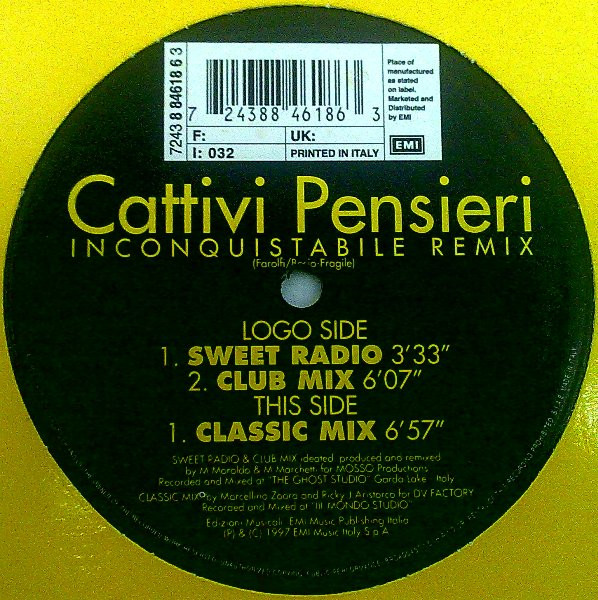 7243 8 84618 6 3
7 24388 46186 3
F:
UK:
I: 032
PRINTED IN ITALY
Place of
manufactured
as stated
on label.
Marketed and
Distributed
by EMI
EMI
Cattivi Pensieri
INCONQUISTABILE REMIX
LOGO SIDE
1. SWEET RADIO 3'33"
2. CLUB MIX 6'07"
THIS SIDE
1. CLASSIC MIX 6'57"
SWEET RADIO & CLUB MIX ideated produced and remixed
by M Maroldo & M Marchetti for MOSSO Productions
Recorded and Mixed at "THE GHOST STUDIO" Garda Lake Italy
CLASSIC MIX by Marcellino Zaora and Ricky J Aristarco for DV FACTORY
Recorded and Mixed at "III MONDO STUDIO"
Edizioni Musicali EMI Music Publishing Italia
(P) & (C) 1997 EMI Music Italy S.p.A